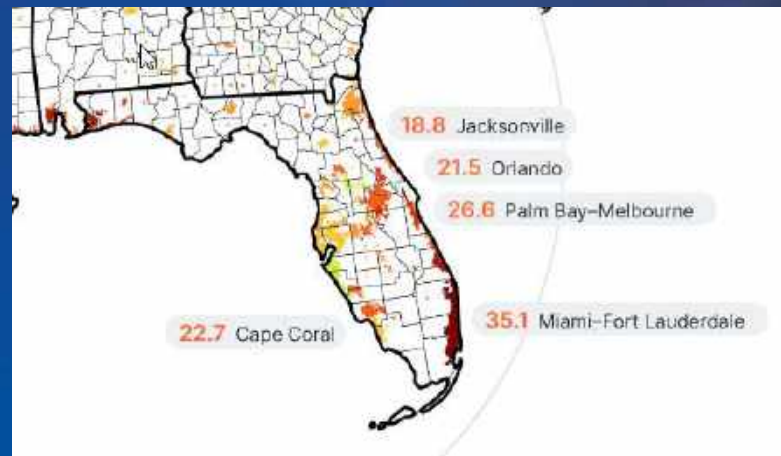 18.8 Jacksonville
21.5 Orlando
26.6 Palm Bay–Melbourne
35.1 Miami–Fort Lauderdale
22.7 Cape Coral